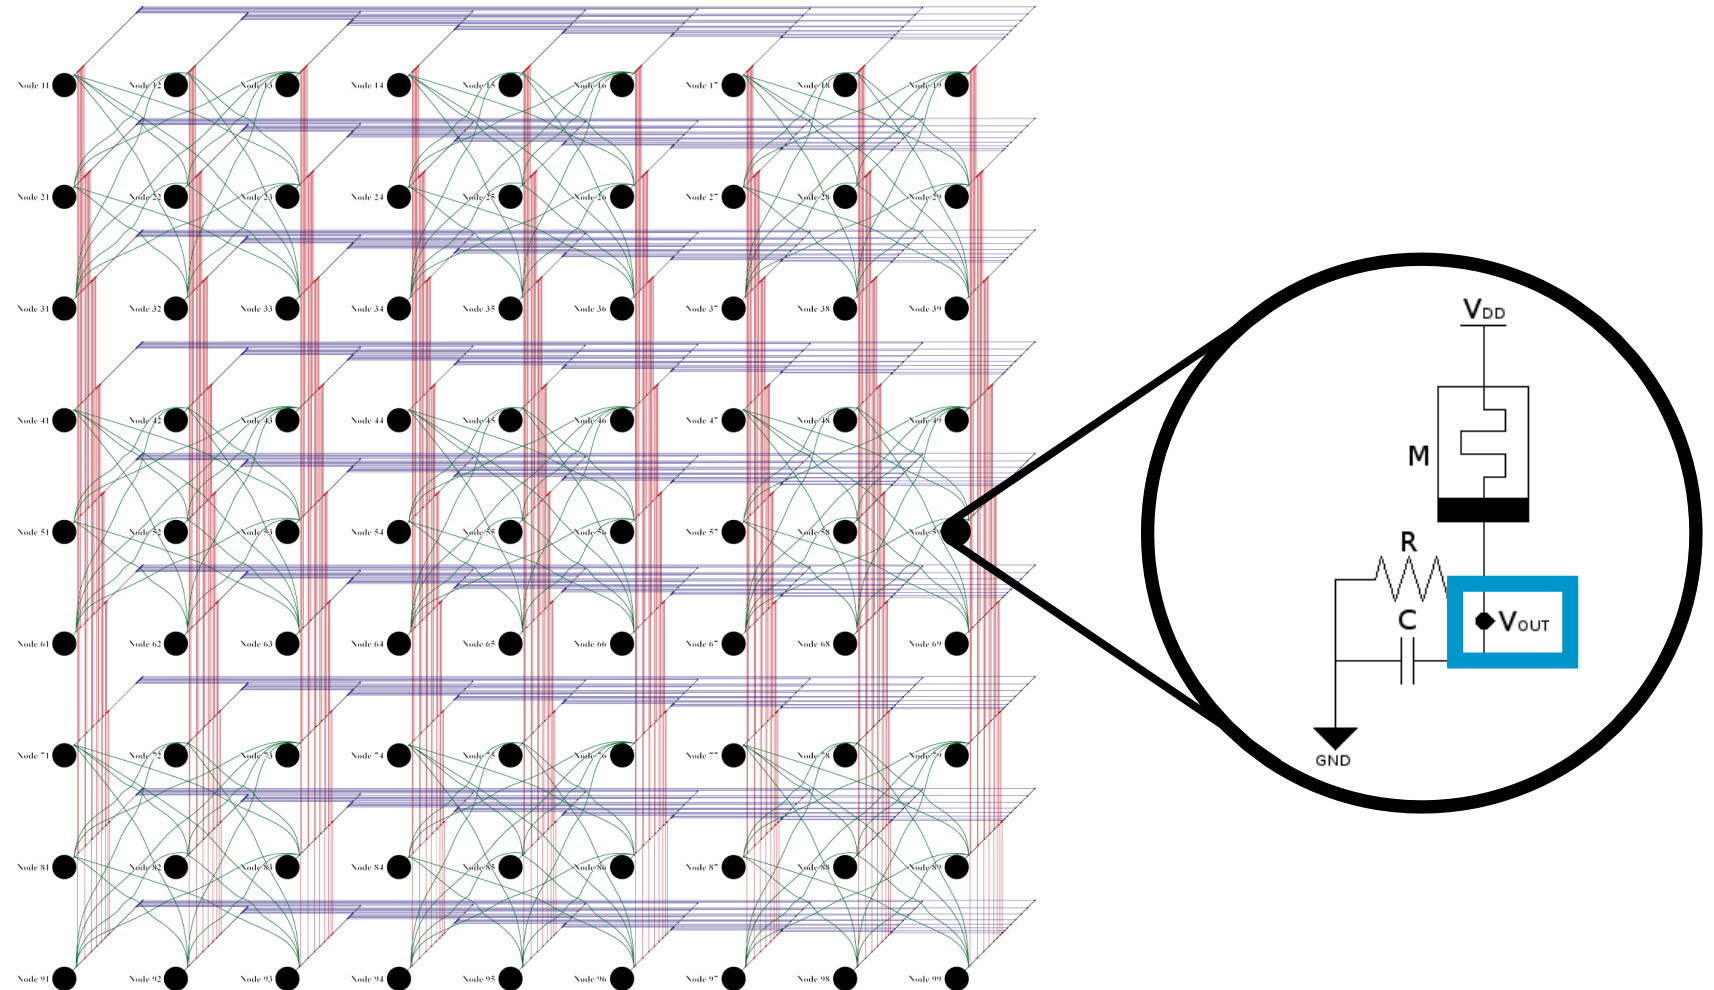 Node 11 Node 12 Node 13 Node 14 Node 15 Node 16 Node 17 Node 18 Node 19
Node 21 Node 22 Node 23 Node 24 Node 25 Node 26 Node 27 Node 28 Node 29
Node 31 Node 32 Node 33 Node 34 Node 35 Node 36 Node 37 Node 38 Node 39
Node 41 Node 42 Node 43 Node 44 Node 45 Node 46 Node 47 Node 48 Node 49
Node 51 Node 52 Node 53 Node 54 Node 55 Node 56 Node 57 Node 58 Node 59
Node 61 Node 62 Node 63 Node 64 Node 65 Node 66 Node 67 Node 68 Node 69
Node 71 Node 72 Node 73 Node 74 Node 75 Node 76 Node 77 Node 78 Node 79
Node 81 Node 82 Node 83 Node 84 Node 85 Node 86 Node 87 Node 88 Node 89
Node 91 Node 92 Node 93 Node 94 Node 95 Node 96 Node 97 Node 98 Node 99
VDD
M
R
C
VOUT
GND